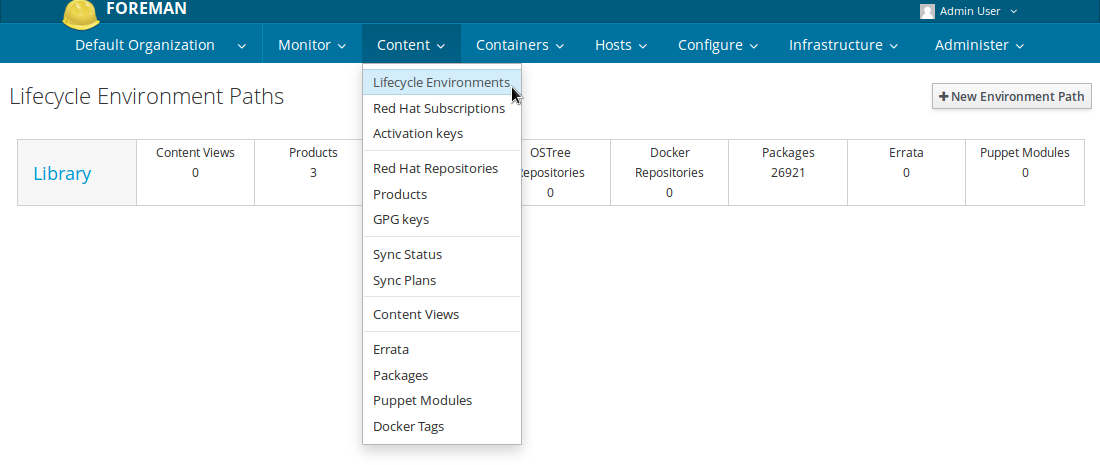 FOREMAN
Admin User
Default Organization Monitor Content Containers Hosts Configure Infrastructure Administer
Lifecycle Environment Paths
New Environment Path
Library
Content Views
0
Products
3
OSTree
Repositories
0
Docker
Repositories
0
Packages
26921
Errata
0
Puppet Modules
0
Lifecycle Environments
Red Hat Subscriptions
Activation keys
Red Hat Repositories
Products
GPG keys
Sync Status
Sync Plans
Content Views
Errata
Packages
Puppet Modules
Docker Tags